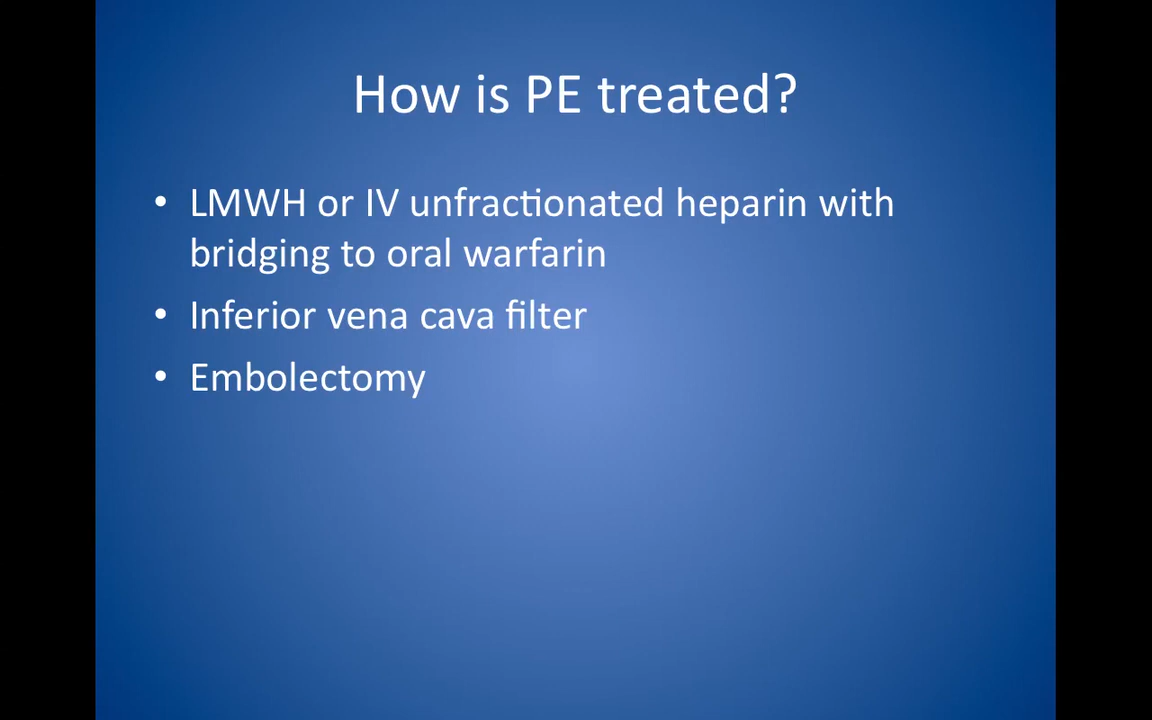 How is PE treated?
• LMWH or IV unfractionated heparin with
bridging to oral warfarin
• Inferior vena cava filter
• Embolectomy